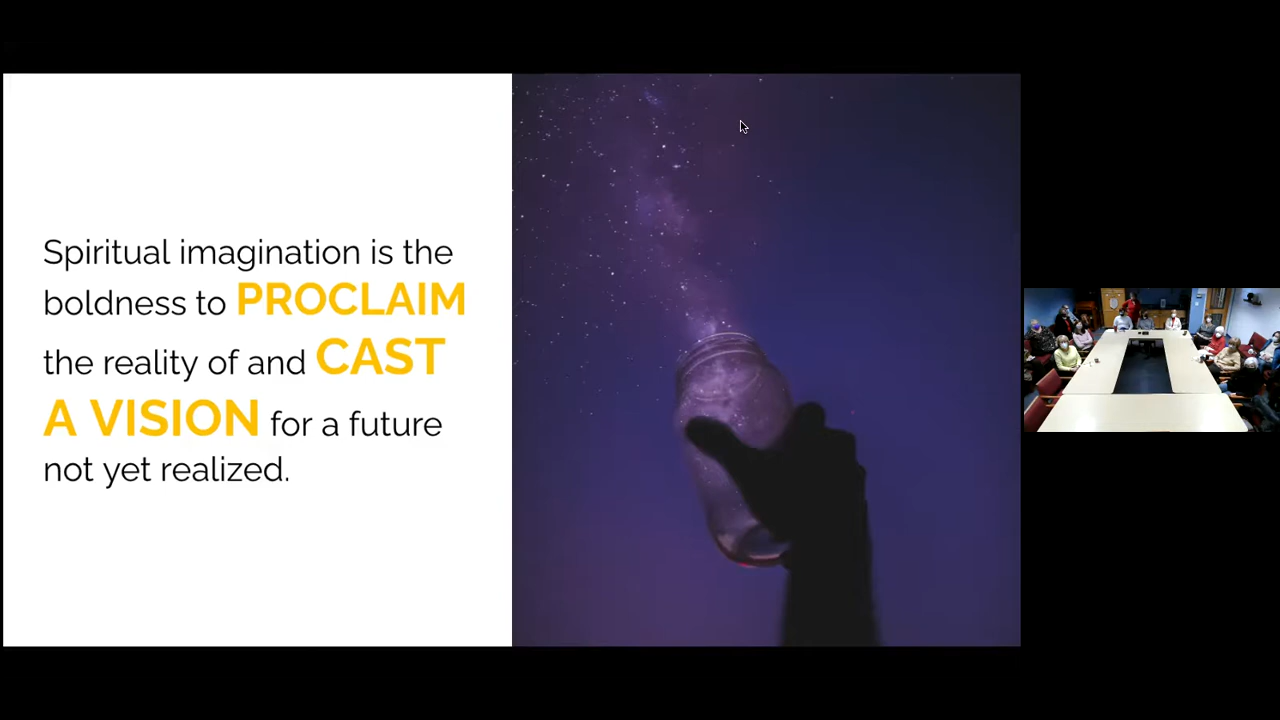 Spiritual imagination is the
boldness to PROCLAIM
the reality of and CAST
A VISION for a future
not yet realized.